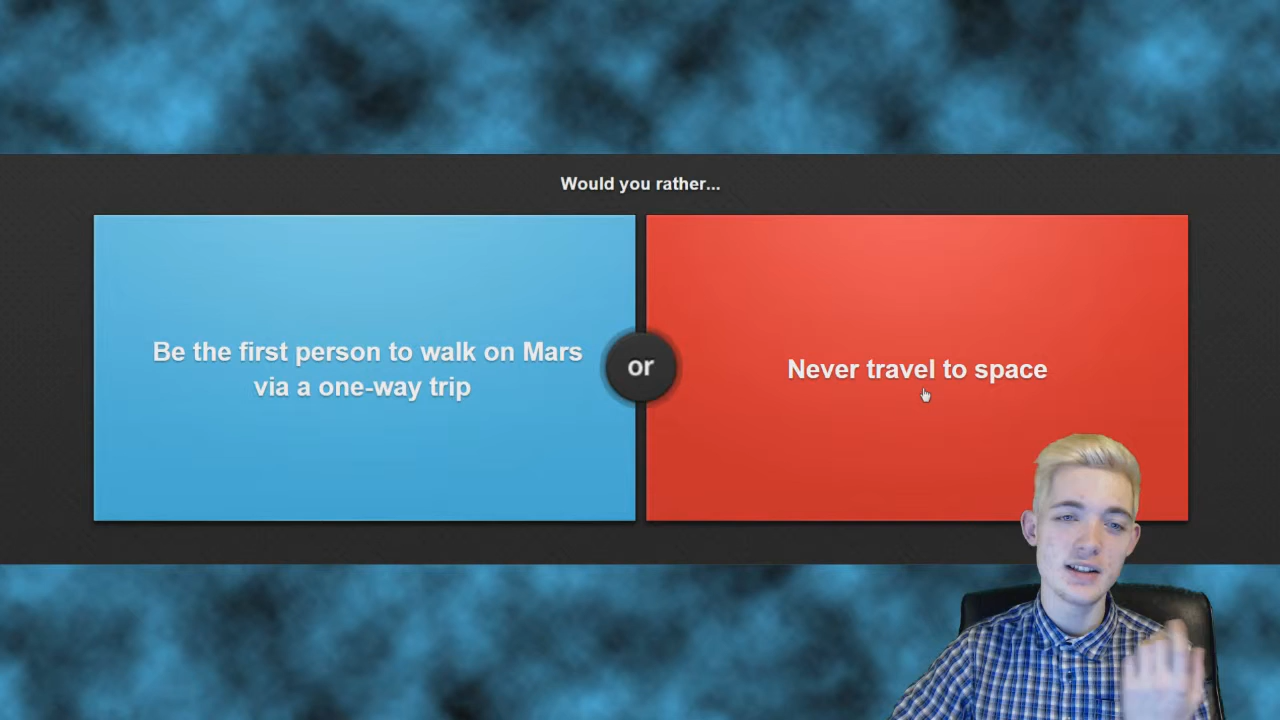 Would you rather...
Be the first person to walk on Mars
via a one-way trip
or
Never travel to space